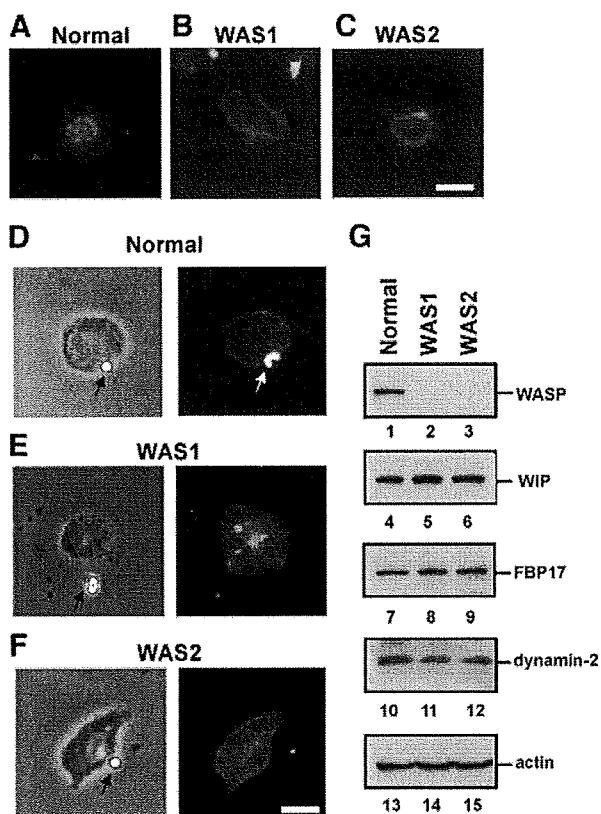 A
Normal
B
WAS1
C
WAS2
D
Normal
E
WAS1
F
WAS2
G
Normal
WAS1
WAS2
WASP
1 2 3
WIP
4 5 6
FBP17
7 8 9
dynamin-2
10 11 12
actin
13 14 15